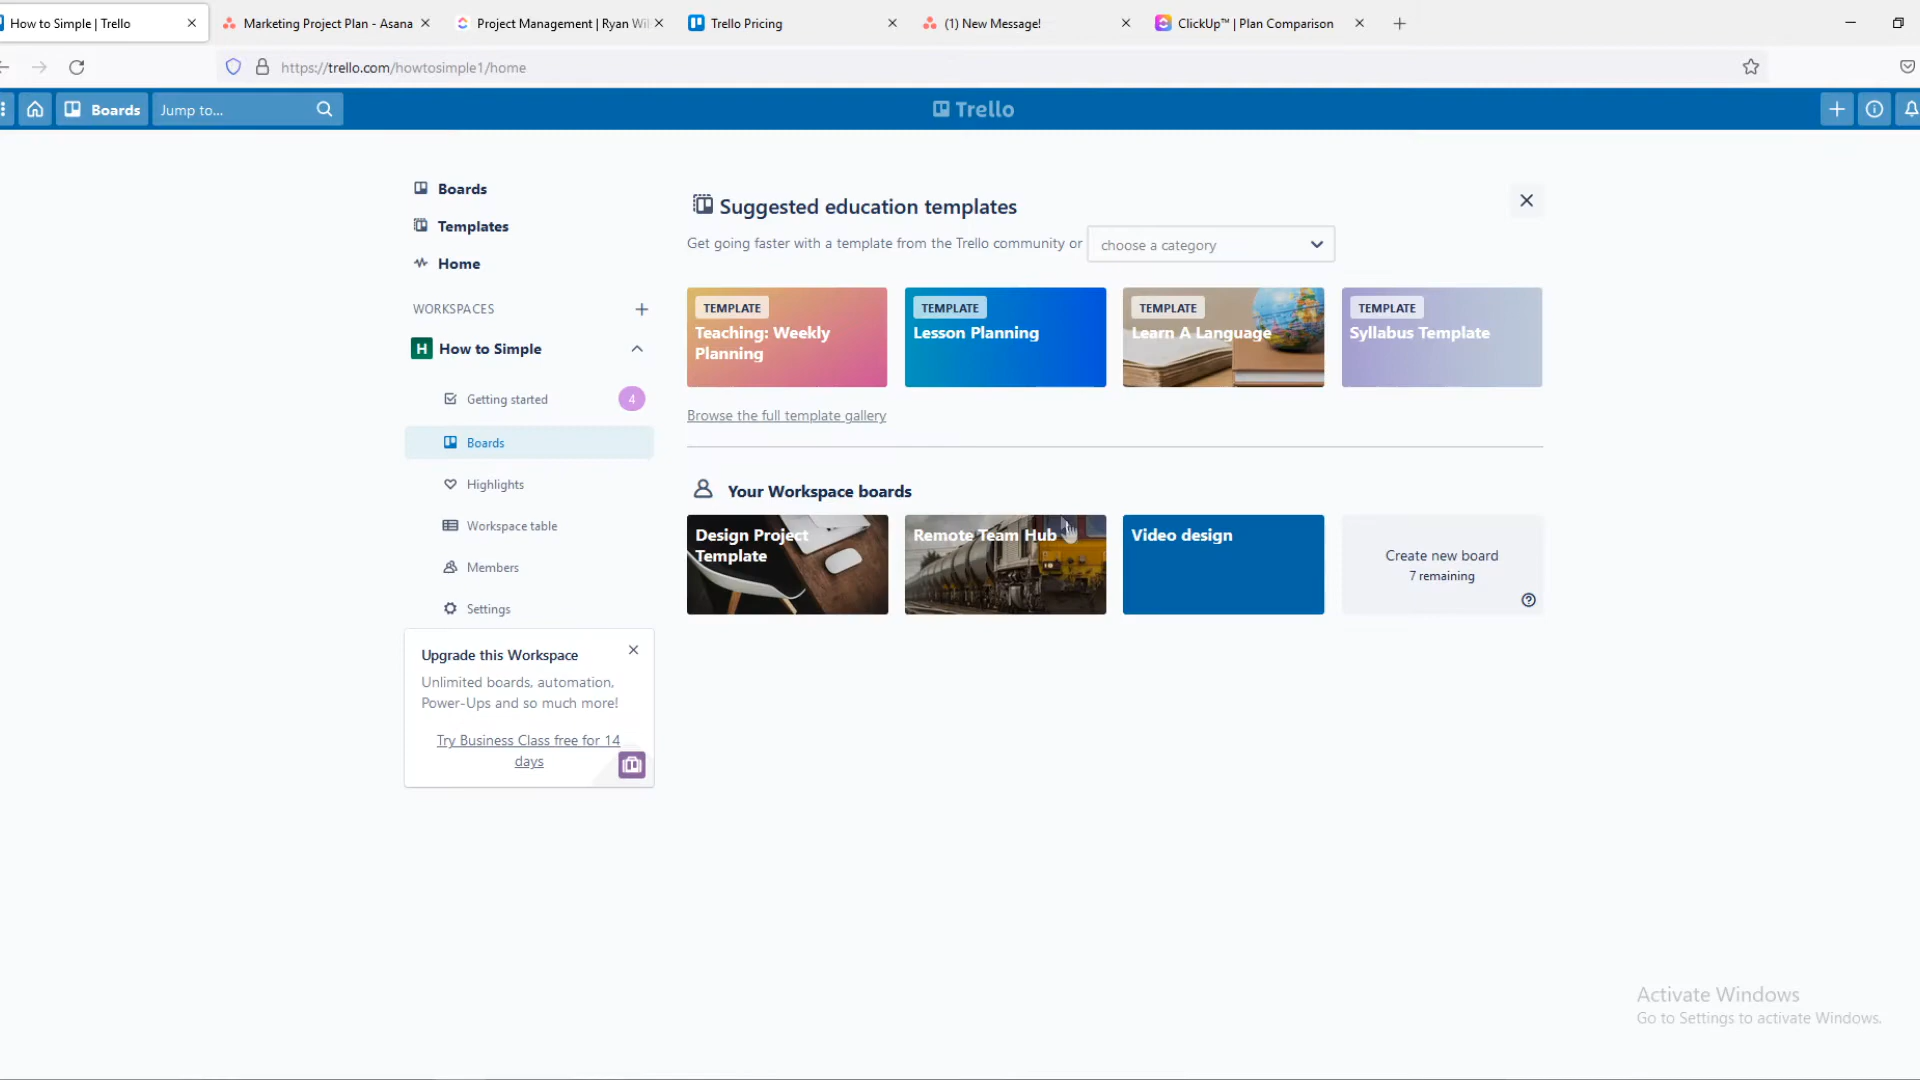 How to Simple | Trello
Marketing Project Plan - Asana
Project Management | Ryan Wil
Trello Pricing
(1) New Message!
ClickUp™ | Plan Comparison
https://trello.com/howtosimple1/home
Boards
Jump to...
Trello
Boards
Templates
Home
WORKSPACES
H How to Simple
Getting started 4
Boards
Highlights
Workspace table
Members
Settings
Upgrade this Workspace
Unlimited boards, automation,
Power-Ups and so much more!
Try Business Class free for 14
days
Suggested education templates
Get going faster with a template from the Trello community or choose a category
TEMPLATE
Teaching: Weekly
Planning
TEMPLATE
Lesson Planning
TEMPLATE
Learn A Language
TEMPLATE
Syllabus Template
Browse the full template gallery
Your Workspace boards
Design Project
Template
Remote Team Hub
Video design
Create new board
7 remaining
Activate Windows
Go to Settings to activate Windows.